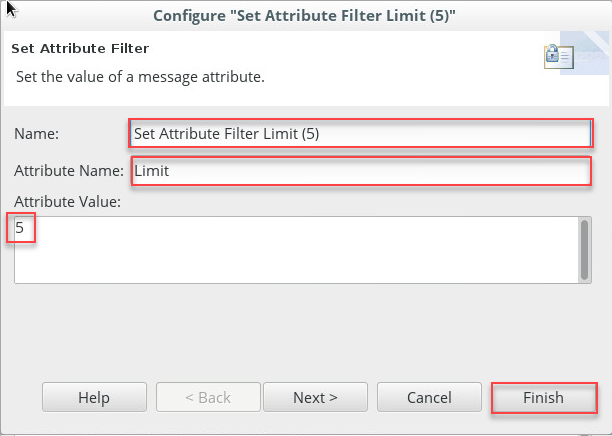 Configure "Set Attribute Filter Limit (5)"
Set Attribute Filter
Set the value of a message attribute.
Name: Set Attribute Filter Limit (5)
Attribute Name: Limit
Attribute Value:
5
Help < Back Next > Cancel Finish